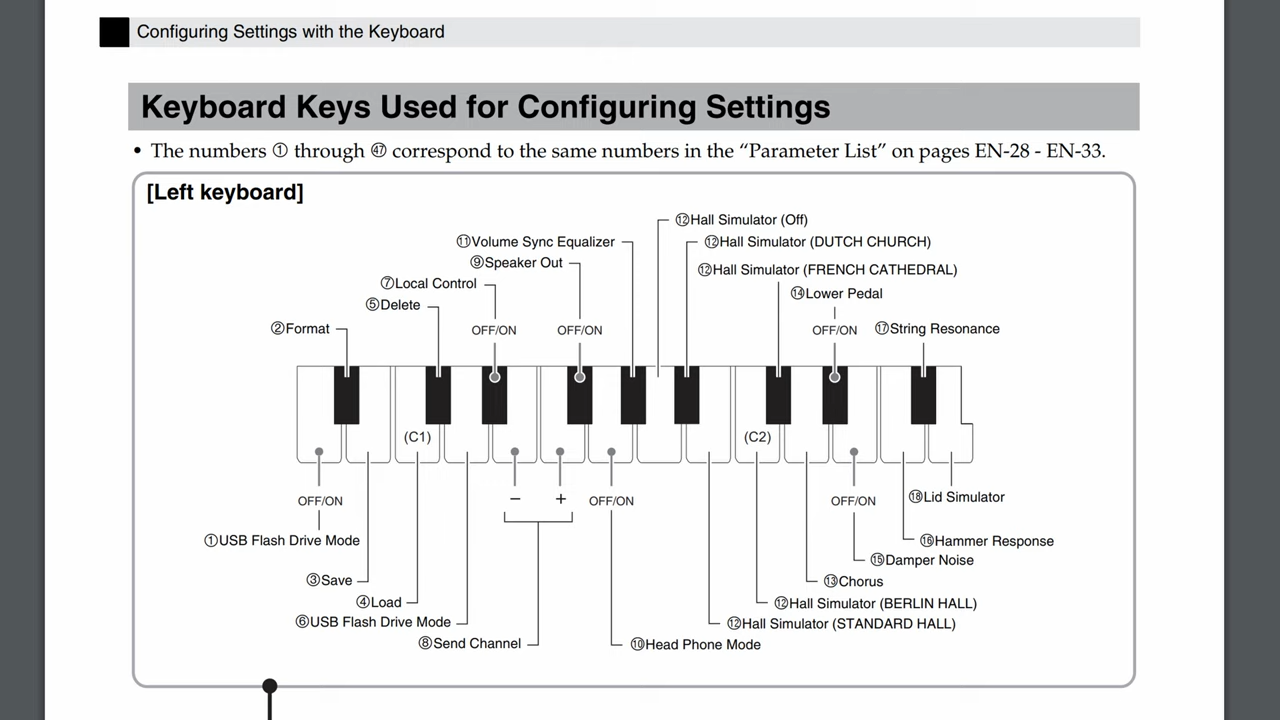 Configuring Settings with the Keyboard
Keyboard Keys Used for Configuring Settings
• The numbers ① through ㊼ correspond to the same numbers in the “Parameter List” on pages EN-28 - EN-33.
[Left keyboard]
⑫Hall Simulator (Off)
⑪Volume Sync Equalizer
⑫Hall Simulator (DUTCH CHURCH)
⑨Speaker Out
⑫Hall Simulator (FRENCH CATHEDRAL)
⑦Local Control
⑭Lower Pedal
⑤Delete
②Format
OFF/ON
OFF/ON
OFF/ON
⑰String Resonance
(C1)
(C2)
OFF/ON
−
+
OFF/ON
OFF/ON
⑱Lid Simulator
①USB Flash Drive Mode
⑯Hammer Response
⑮Damper Noise
③Save
⑬Chorus
④Load
⑫Hall Simulator (BERLIN HALL)
⑥USB Flash Drive Mode
⑫Hall Simulator (STANDARD HALL)
⑧Send Channel
⑩Head Phone Mode